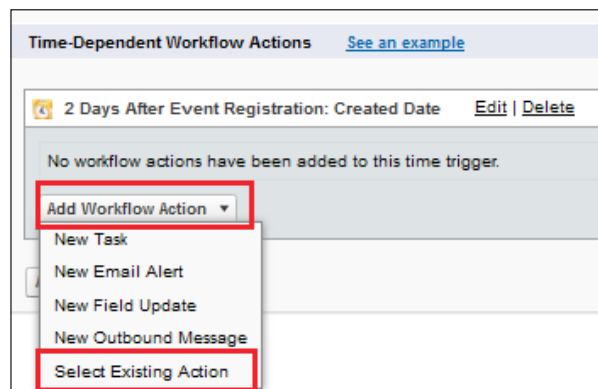 Time-Dependent Workflow Actions See an example
2 Days After Event Registration: Created Date Edit | Delete
No workflow actions have been added to this time trigger.
Add Workflow Action
New Task
New Email Alert
New Field Update
New Outbound Message
Select Existing Action